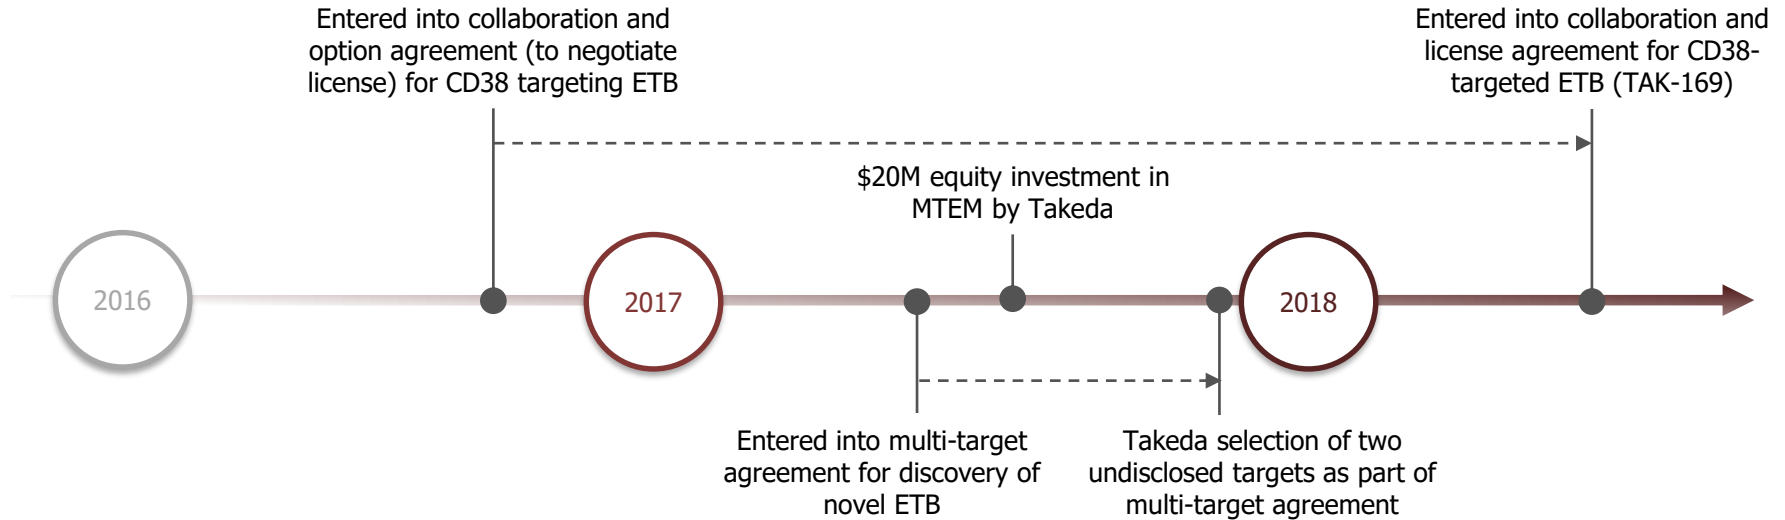 Entered into collaboration and
option agreement (to negotiate
license) for CD38 targeting ETB
Entered into collaboration and
license agreement for CD38-
targeted ETB (TAK-169)
$20M equity investment in
MTEM by Takeda
2016
2017
2018
Entered into multi-target
agreement for discovery of
novel ETB
Takeda selection of two
undisclosed targets as part of
multi-target agreement